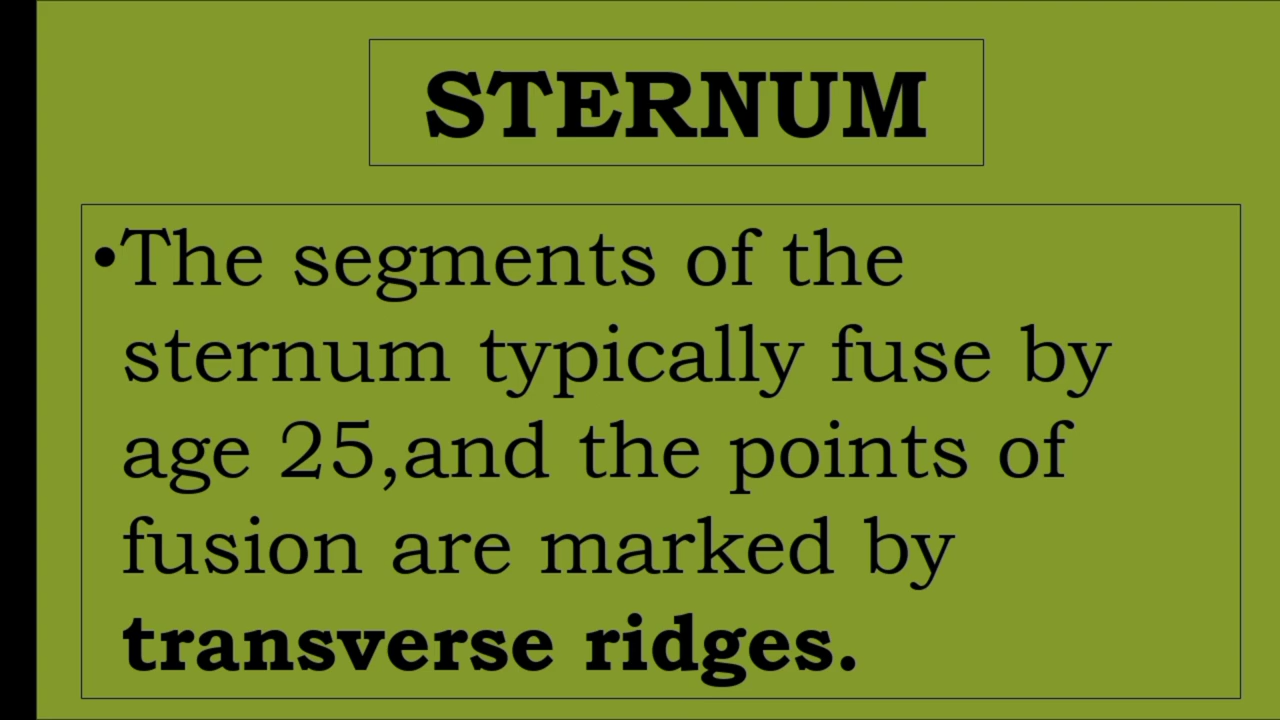 STERNUM
•The segments of the
sternum typically fuse by
age 25,and the points of
fusion are marked by
transverse ridges.